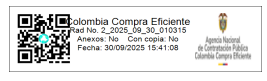 Colombia Compra Eficiente
Rad No. 2_2025_09_30_010315
Anexos: No Con copia: No
Fecha: 30/09/2025 15:41:08
Agencia Nacional
de Contratación Pública
Colombia Compra Eficiente